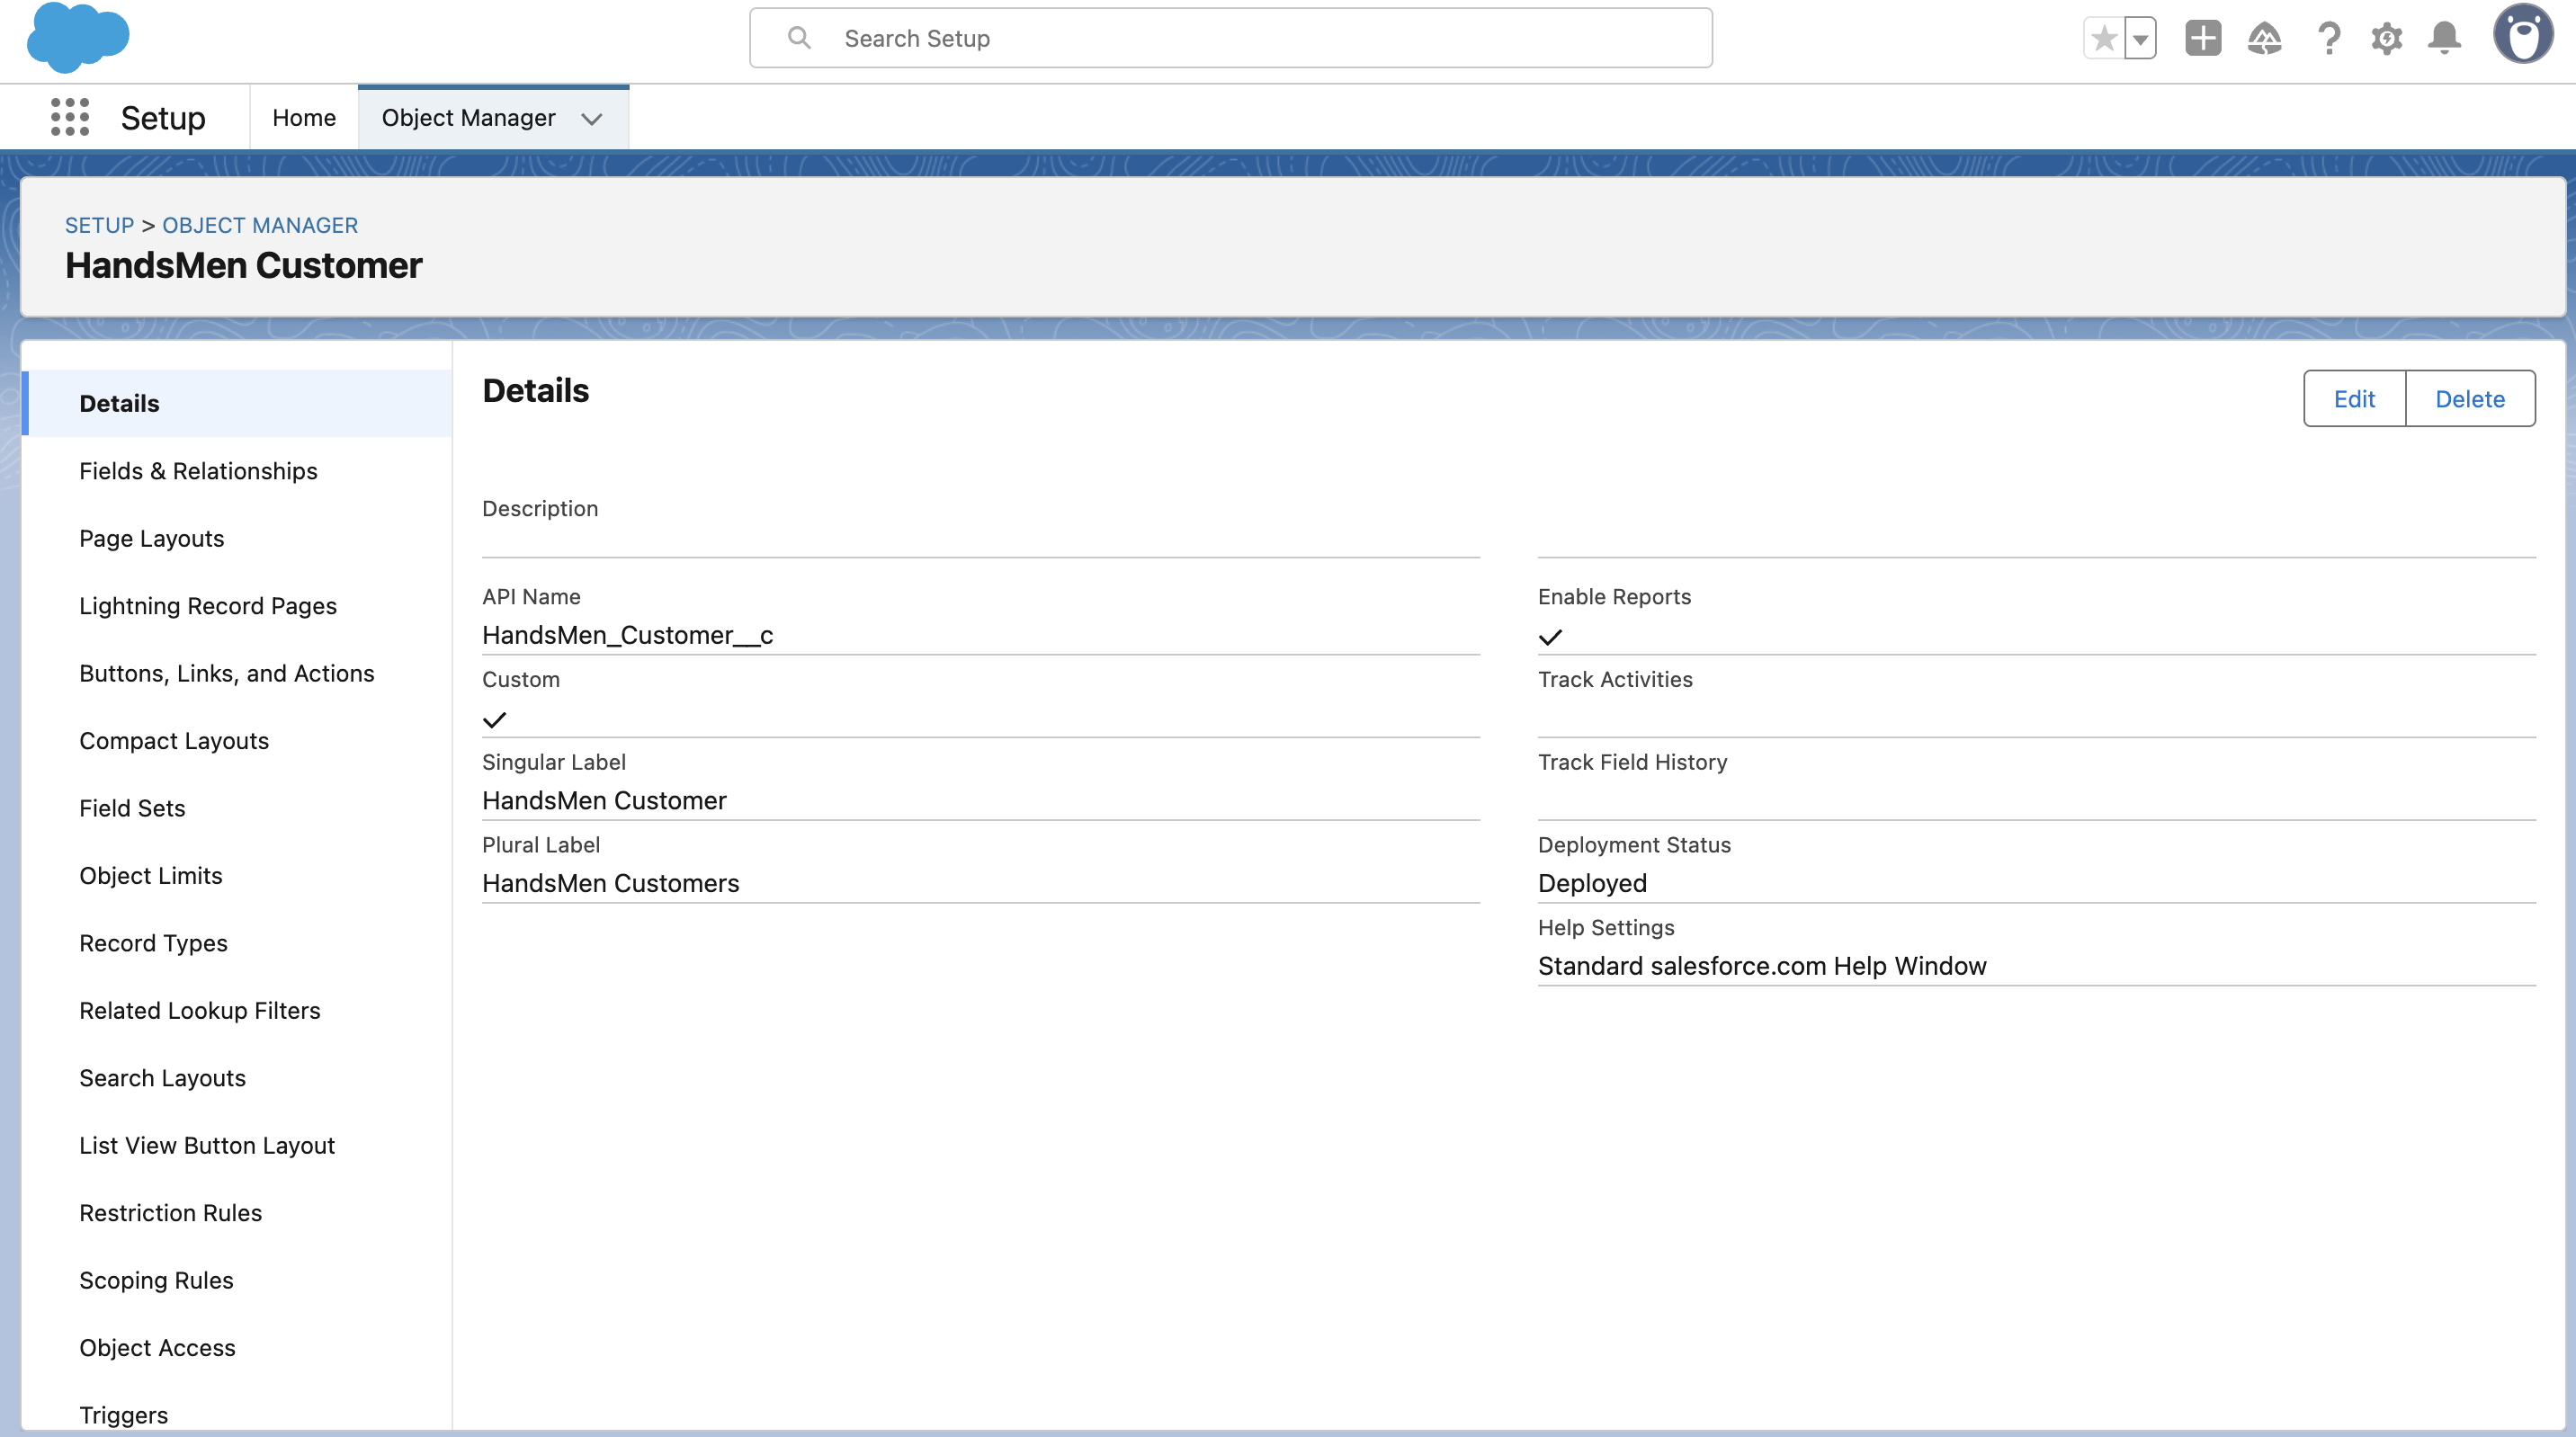 Search Setup
Setup
Home
Object Manager
SETUP > OBJECT MANAGER
HandsMen Customer
Details
Fields & Relationships
Page Layouts
Lightning Record Pages
Buttons, Links, and Actions
Compact Layouts
Field Sets
Object Limits
Record Types
Related Lookup Filters
Search Layouts
List View Button Layout
Restriction Rules
Scoping Rules
Object Access
Triggers
Details
Edit
Delete
Description
API Name
HandsMen_Customer__c
Custom
Singular Label
HandsMen Customer
Plural Label
HandsMen Customers
Enable Reports
Track Activities
Track Field History
Deployment Status
Deployed
Help Settings
Standard salesforce.com Help Window